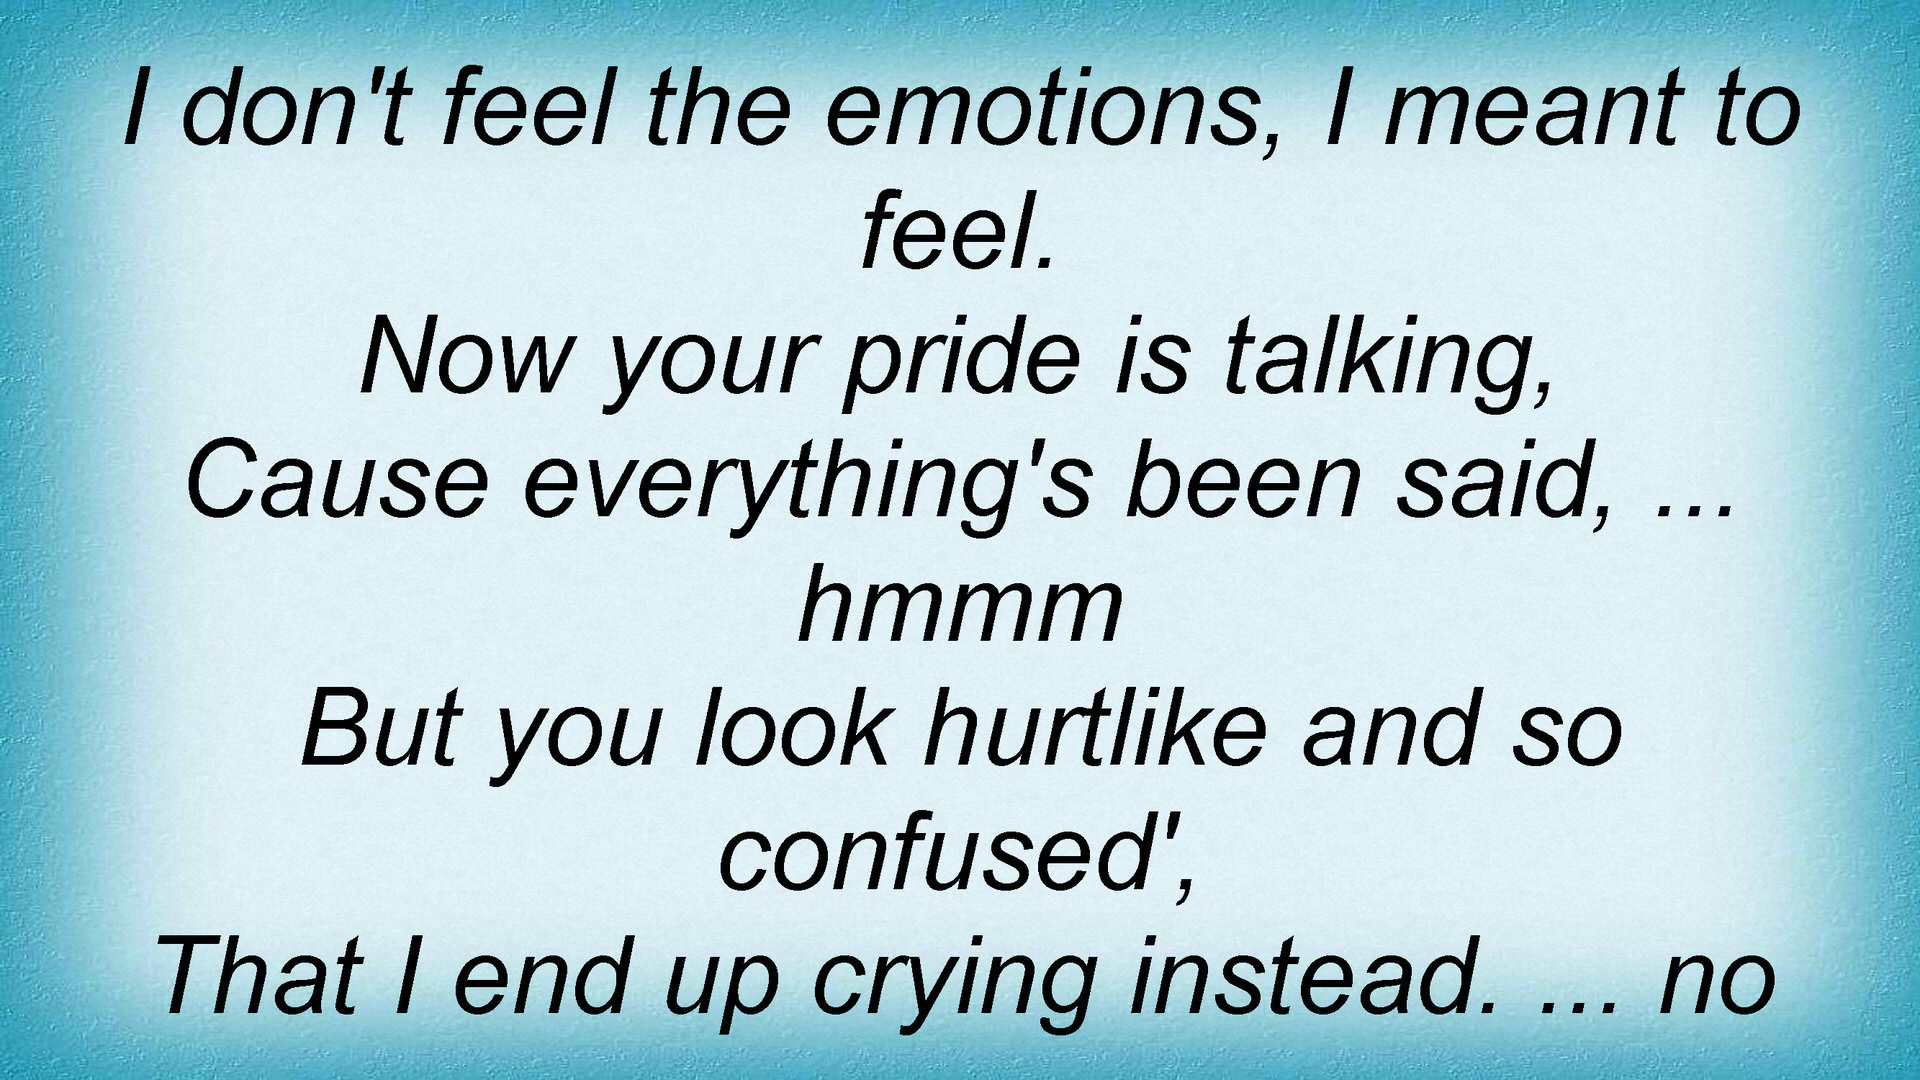 I don't feel the emotions, I meant to
feel.
Now your pride is talking,
Cause everything's been said, ...
hmmm
But you look hurtlike and so
confused',
That I end up crying instead. ... no